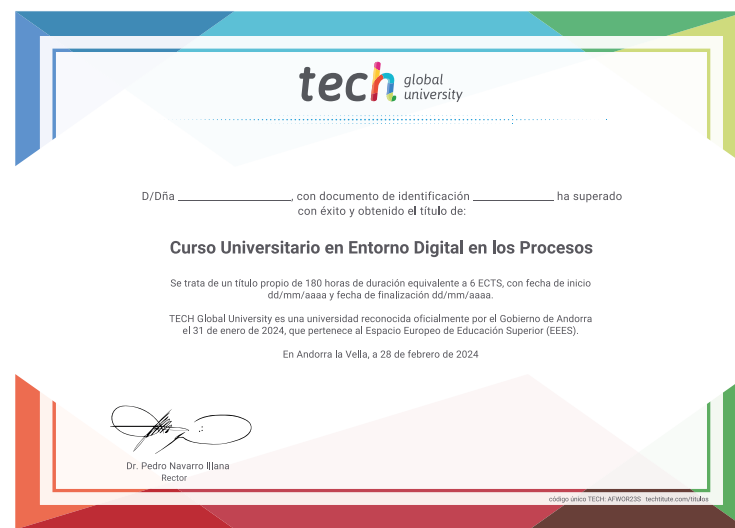 tech global university
D/Dña ____________, con documento de identificación ____________ ha superado
con éxito y obtenido el título de:
Curso Universitario en Entorno Digital en los Procesos
Se trata de un título propio de 180 horas de duración equivalente a 6 ECTS, con fecha de inicio
dd/mm/aaaa y fecha de finalización dd/mm/aaaa.
TECH Global University es una universidad reconocida oficialmente por el Gobierno de Andorra
el 31 de enero de 2024, que pertenece al Espacio Europeo de Educación Superior (EEES).
En Andorra la Vella, a 28 de febrero de 2024
Dr. Pedro Navarro Illana
Rector
código único TECH: AFWOR23S techtitute.com/titulos